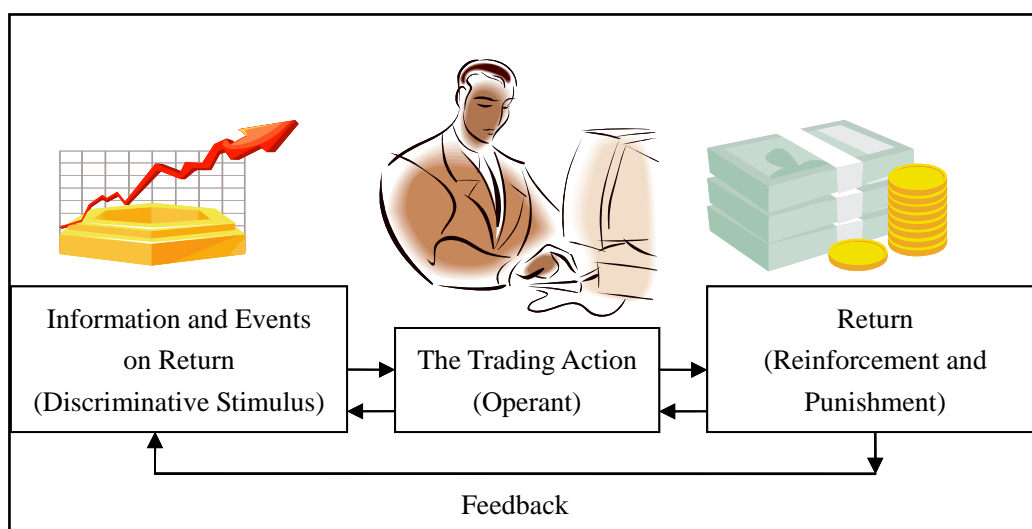 Information and Events
on Return
(Discriminative Stimulus)
The Trading Action
(Operant)
Return
(Reinforcement and
Punishment)
Feedback